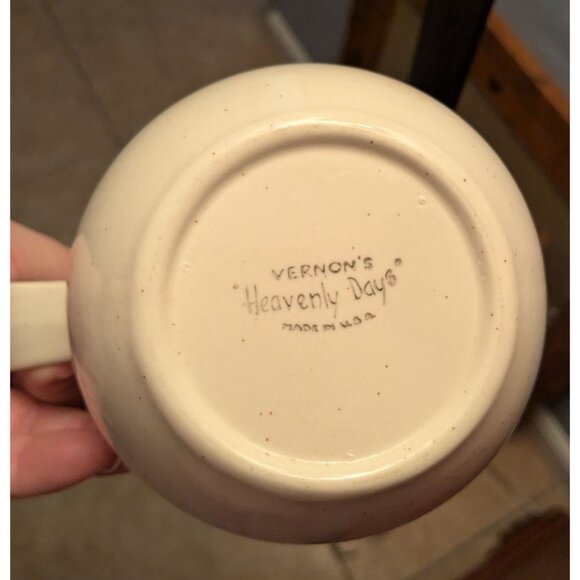 VERNON'S
"Heavenly Days"
MADE IN U.S.A.